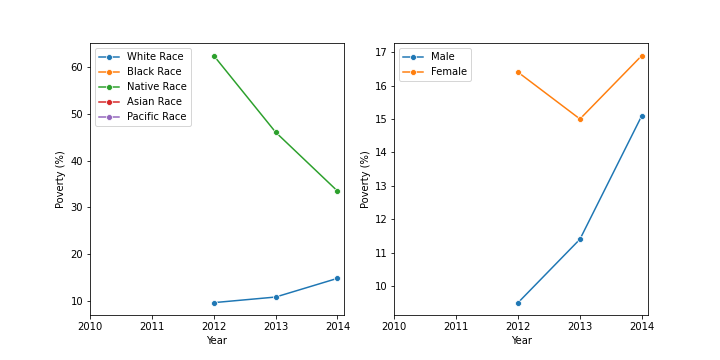 White Race
Black Race
Native Race
Asian Race
Pacific Race
Poverty (%)
60
50
40
30
20
10
2010 2011 2012 2013 2014
Year
Male
Female
Poverty (%)
17
16
15
14
13
12
11
10
2010 2011 2012 2013 2014
Year